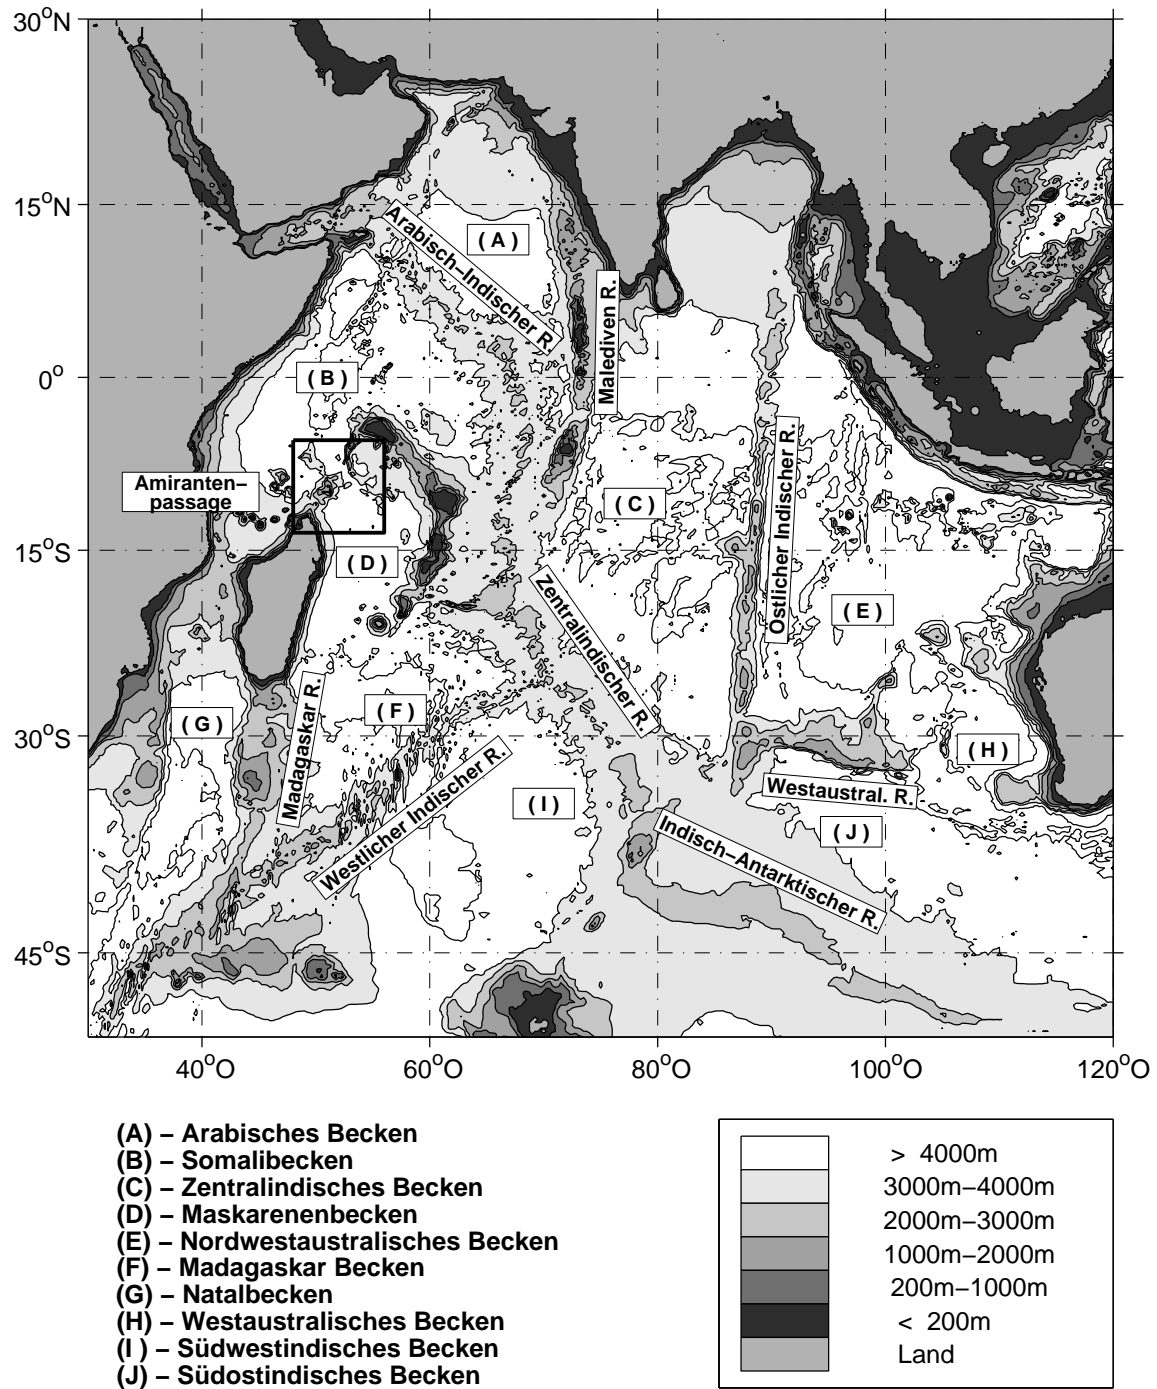 30°N
15°N
0°
15°S
30°S
45°S
40°O
60°O
80°O
100°O
120°O
( A )
Arabisch–Indischer R
Malediven R.
( B )
Amiranten–
passage
( C )
Östlicher Indischer R.
( D )
Zentralindischer R.
( E )
Madagaskar R.
( F )
( G )
Westlicher Indischer R.
( H )
Westaustral. R.
( I )
( J )
Indisch–Antarktischer R.
(A) – Arabisches Becken
(B) – Somalibecken
(C) – Zentralindisches Becken
(D) – Maskarenenbecken
(E) – Nordwestaustralisches Becken
(F) – Madagaskar Becken
(G) – Natalbecken
(H) – Westaustralisches Becken
(I ) – Südwestindisches Becken
(J) – Südostindisches Becken
> 4000m
3000m–4000m
2000m–3000m
1000m–2000m
200m–1000m
< 200m
Land